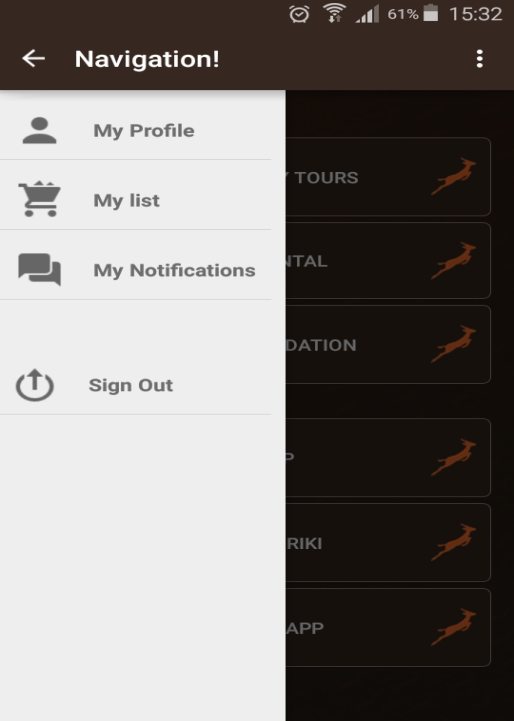 61% 15:32
Navigation!
My Profile
TOURS
My list
NTAL
My Notifications
DATION
Sign Out
P
RIKI
APP